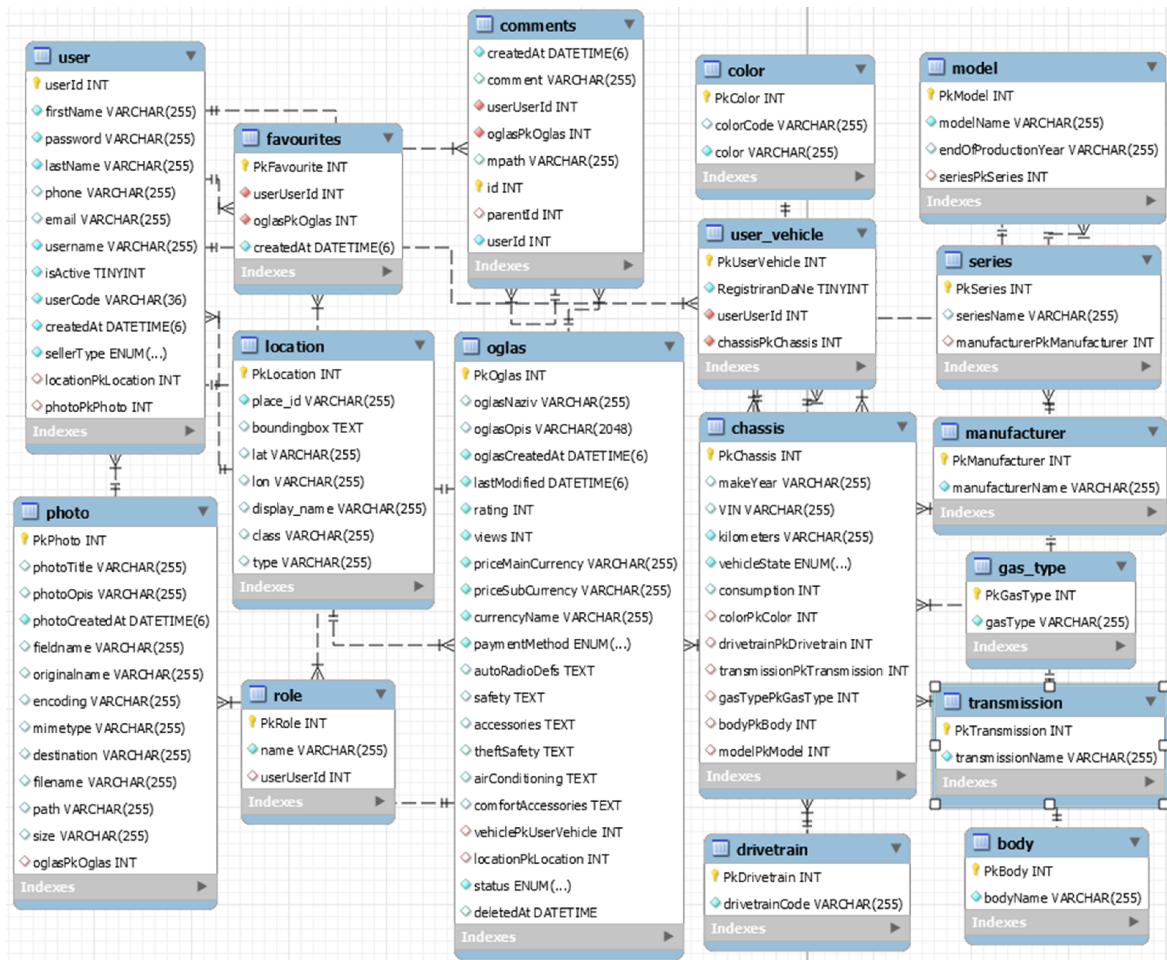 user
userId INT
firstName VARCHAR(255)
password VARCHAR(255)
lastName VARCHAR(255)
phone VARCHAR(255)
email VARCHAR(255)
username VARCHAR(255)
isActive TINYINT
userCode VARCHAR(36)
createdAt DATETIME(6)
sellerType ENUM(...)
locationPkLocation INT
photoPkPhoto INT
Indexes
favourites
PkFavourite INT
userUserId INT
oglasPkOglas INT
createdAt DATETIME(6)
Indexes
comments
createdAt DATETIME(6)
comment VARCHAR(255)
userUserId INT
oglasPkOglas INT
mpath VARCHAR(255)
id INT
parentId INT
userId INT
Indexes
color
PkColor INT
colorCode VARCHAR(255)
color VARCHAR(255)
Indexes
model
PkModel INT
modelName VARCHAR(255)
endOfProductionYear VARCHAR(255)
seriesPkSeries INT
Indexes
user_vehicle
PkUserVehicle INT
RegistriranDaNe TINYINT
userUserId INT
chassisPkChassis INT
Indexes
series
PkSeries INT
seriesName VARCHAR(255)
manufacturerPkManufacturer INT
Indexes
location
PkLocation INT
place_id VARCHAR(255)
boundingbox TEXT
lat VARCHAR(255)
lon VARCHAR(255)
display_name VARCHAR(255)
class VARCHAR(255)
type VARCHAR(255)
Indexes
oglas
PkOglas INT
oglasNaziv VARCHAR(255)
oglasOpis VARCHAR(2048)
oglasCreatedAt DATETIME(6)
lastModified DATETIME(6)
rating INT
views INT
priceMainCurrency VARCHAR(255)
priceSubCurrency VARCHAR(255)
currencyName VARCHAR(255)
paymentMethod ENUM(...)
autoRadioDefs TEXT
safety TEXT
accessories TEXT
theftSafety TEXT
airConditioning TEXT
comfortAccessories TEXT
vehiclePkUserVehicle INT
locationPkLocation INT
status ENUM(...)
deletedAt DATETIME
Indexes
chassis
PkChassis INT
makeYear VARCHAR(255)
VIN VARCHAR(255)
kilometers VARCHAR(255)
vehicleState ENUM(...)
consumption INT
colorPkColor INT
drivetrainPkDrivetrain INT
transmissionPkTransmission INT
gasTypePkGasType INT
bodyPkBody INT
modelPkModel INT
Indexes
manufacturer
PkManufacturer INT
manufacturerName VARCHAR(255)
Indexes
photo
PkPhoto INT
photoTitle VARCHAR(255)
photoOpis VARCHAR(255)
photoCreatedAt DATETIME(6)
fieldname VARCHAR(255)
originalname VARCHAR(255)
encoding VARCHAR(255)
mimetype VARCHAR(255)
destination VARCHAR(255)
filename VARCHAR(255)
path VARCHAR(255)
size VARCHAR(255)
oglasPkOglas INT
Indexes
role
PkRole INT
name VARCHAR(255)
userUserId INT
Indexes
gas_type
PkGasType INT
gasType VARCHAR(255)
Indexes
transmission
PkTransmission INT
transmissionName VARCHAR(255)
Indexes
drivetrain
PkDrivetrain INT
drivetrainCode VARCHAR(255)
Indexes
body
PkBody INT
bodyName VARCHAR(255)
Indexes